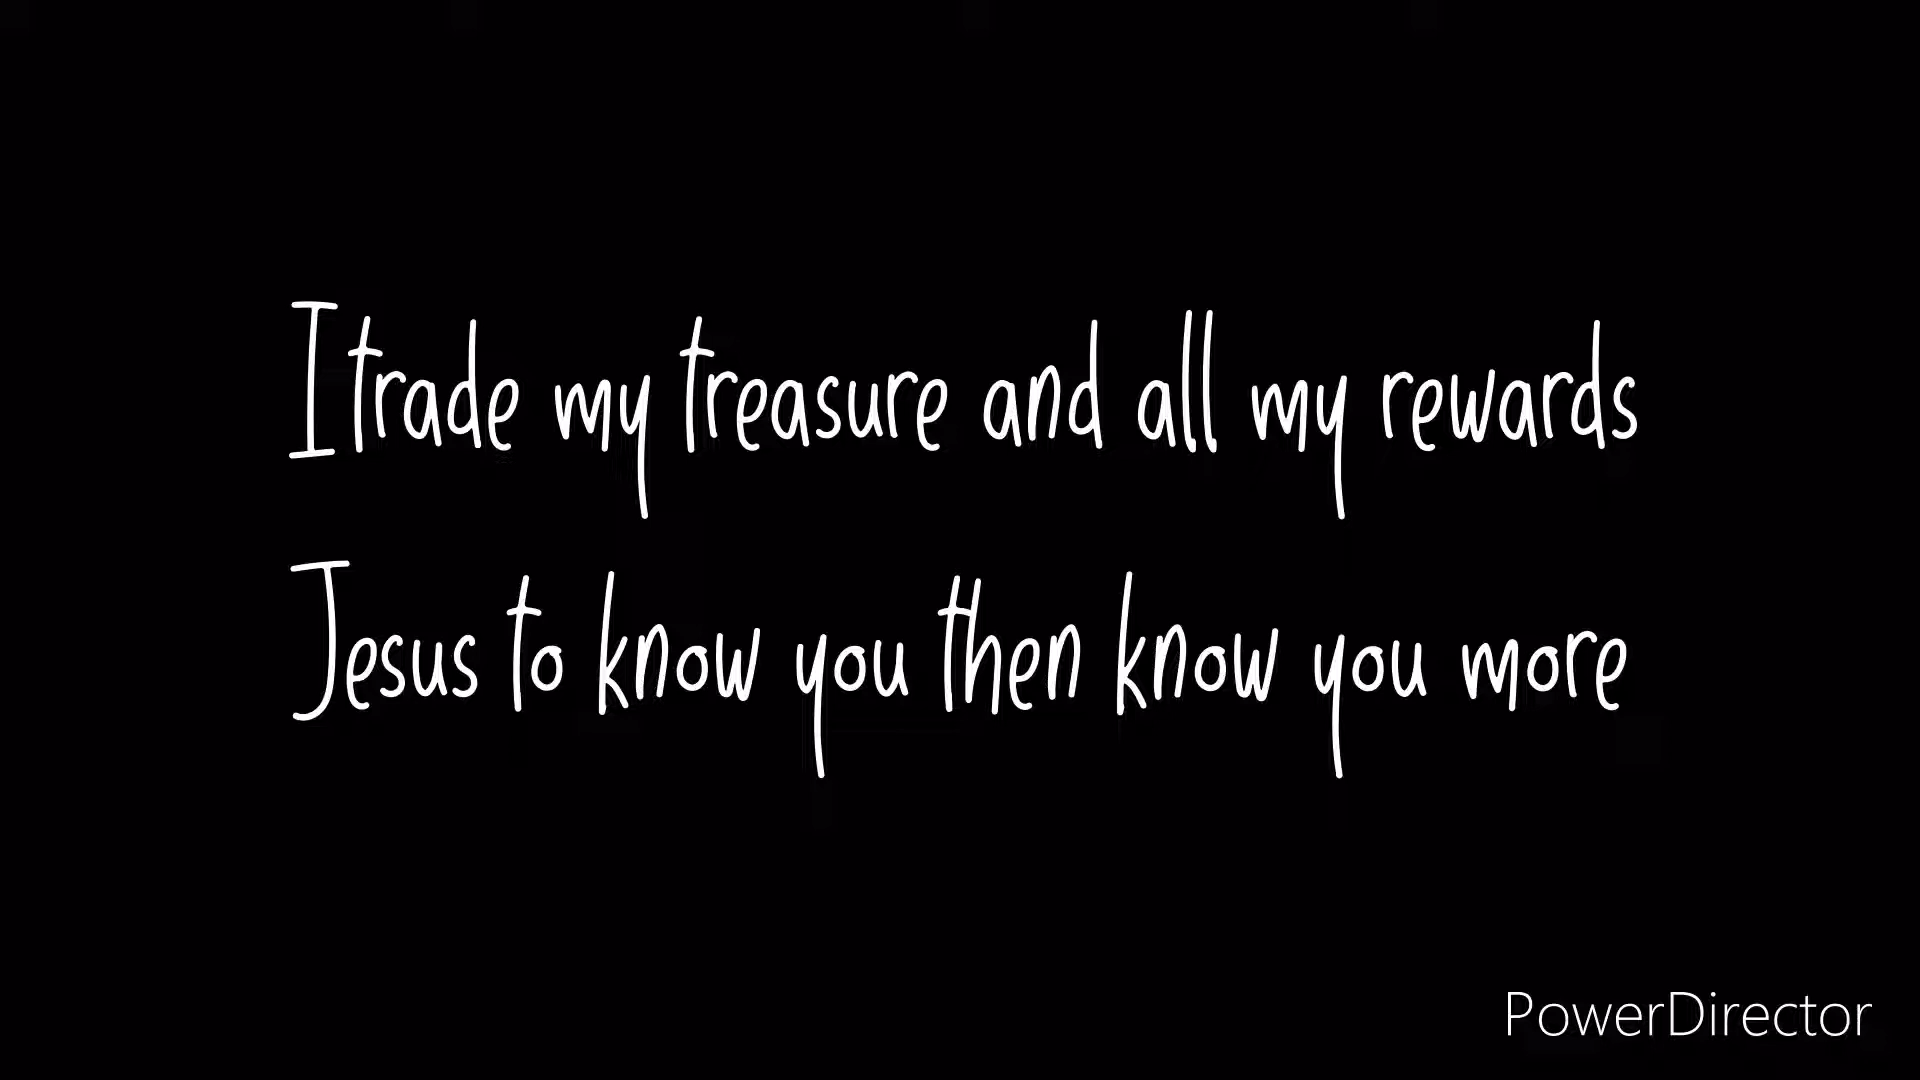 I trade my treasure and all my rewards
Jesus to know you then know you more
PowerDirector